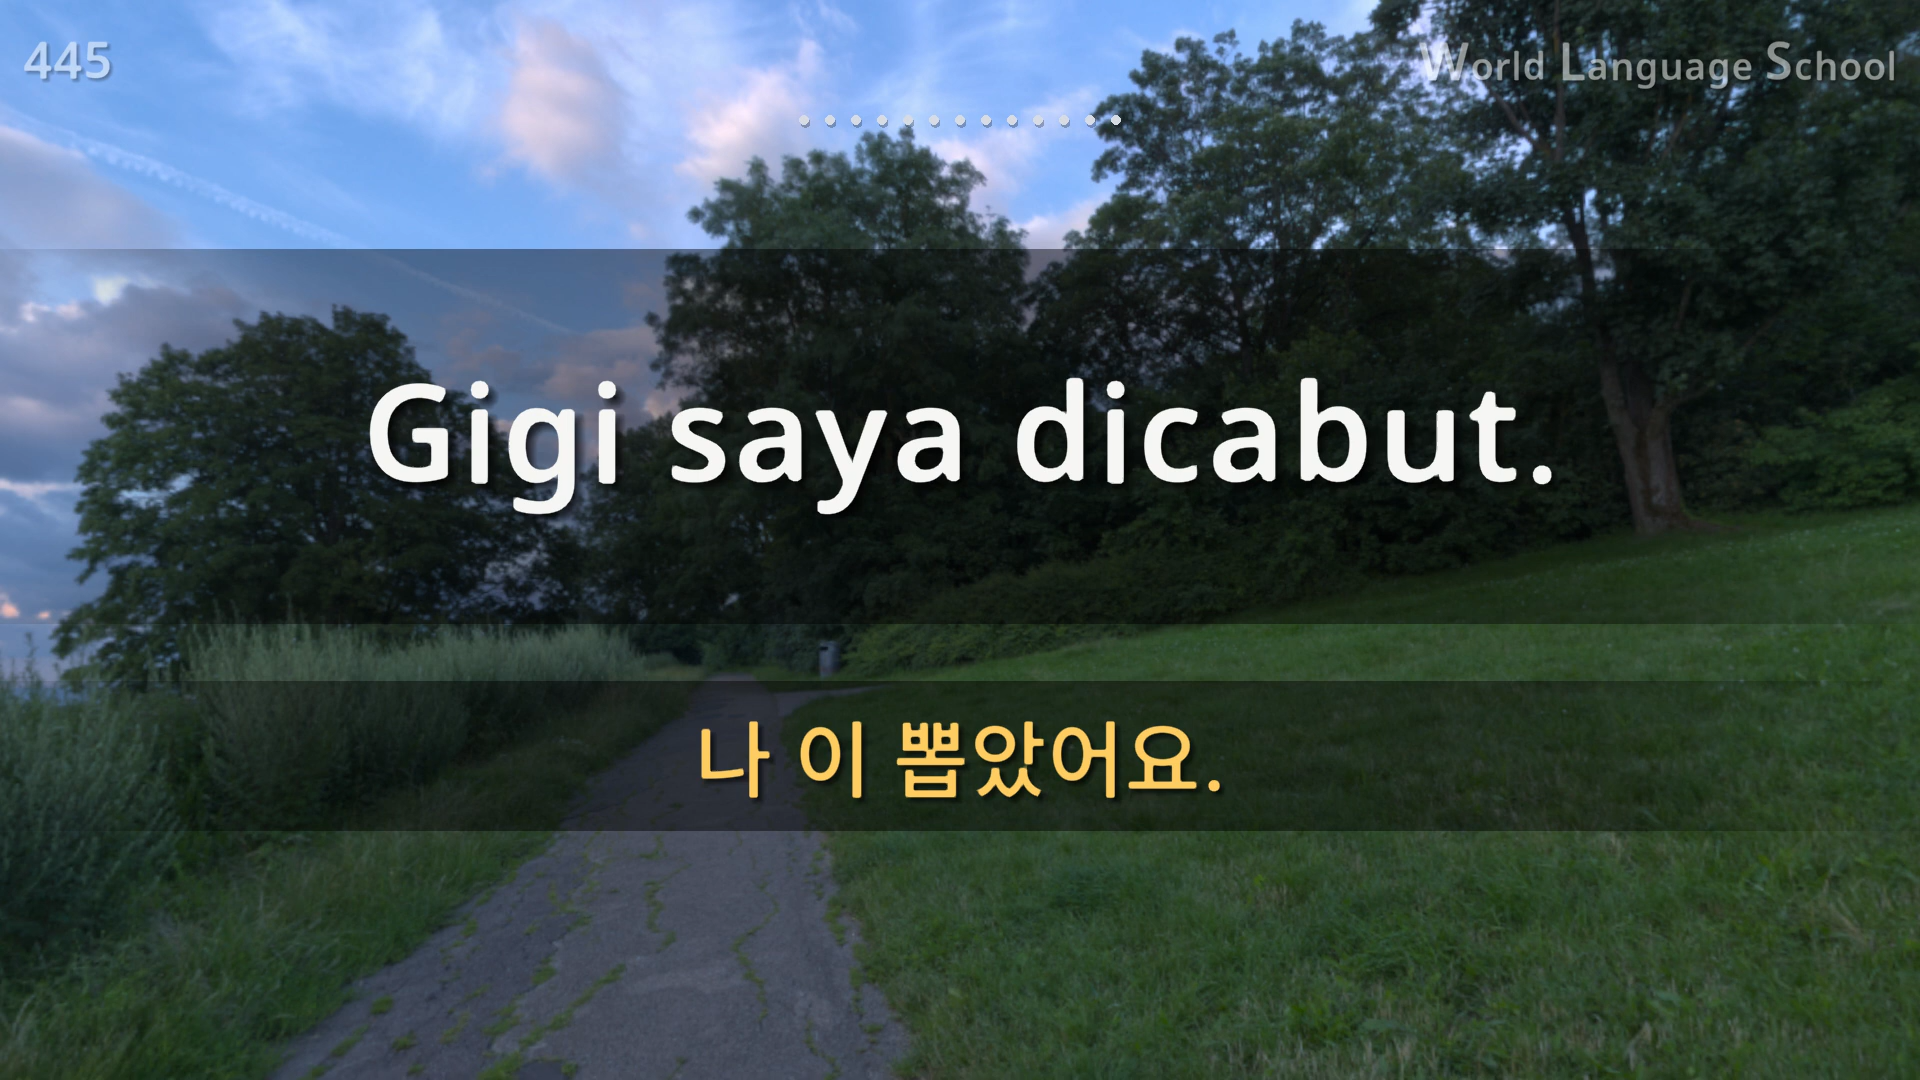 445
World Language School
Gigi saya dicabut.
나 이 뽑았어요.